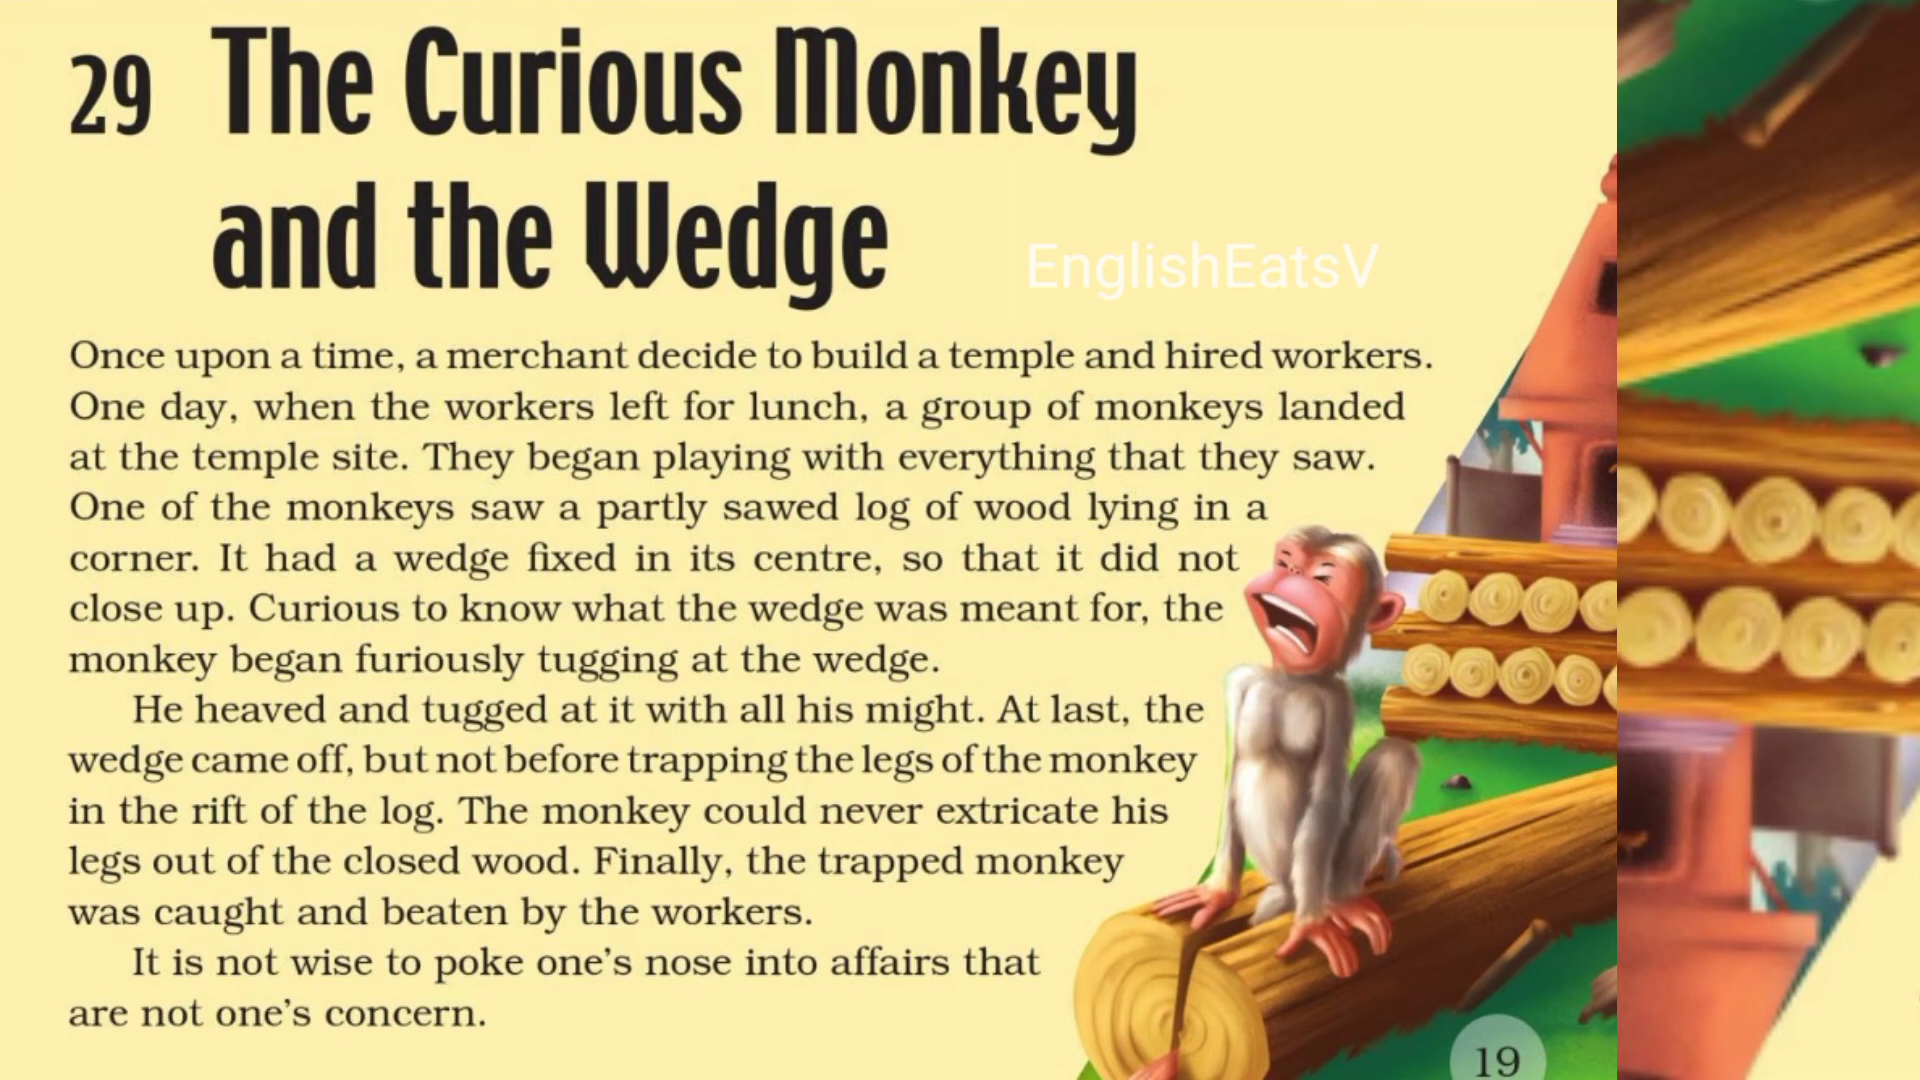 29 The Curious Monkey
and the Wedge
EnglishEatsV
Once upon a time, a merchant decide to build a temple and hired workers.
One day, when the workers left for lunch, a group of monkeys landed
at the temple site. They began playing with everything that they saw.
One of the monkeys saw a partly sawed log of wood lying in a
corner. It had a wedge fixed in its centre, so that it did not
close up. Curious to know what the wedge was meant for, the
monkey began furiously tugging at the wedge.
He heaved and tugged at it with all his might. At last, the
wedge came off, but not before trapping the legs of the monkey
in the rift of the log. The monkey could never extricate his
legs out of the closed wood. Finally, the trapped monkey
was caught and beaten by the workers.
It is not wise to poke one’s nose into affairs that
are not one’s concern.
19